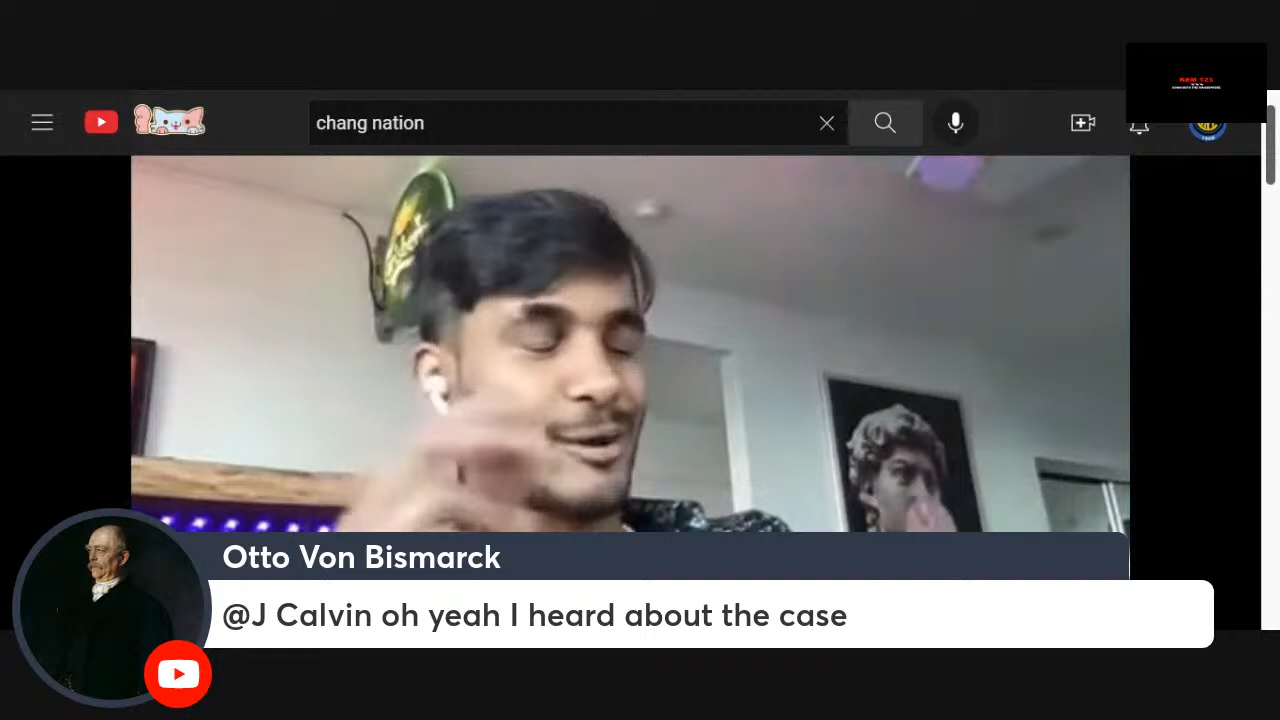 chang nation
Otto Von Bismarck
@J Calvin oh yeah I heard about the case